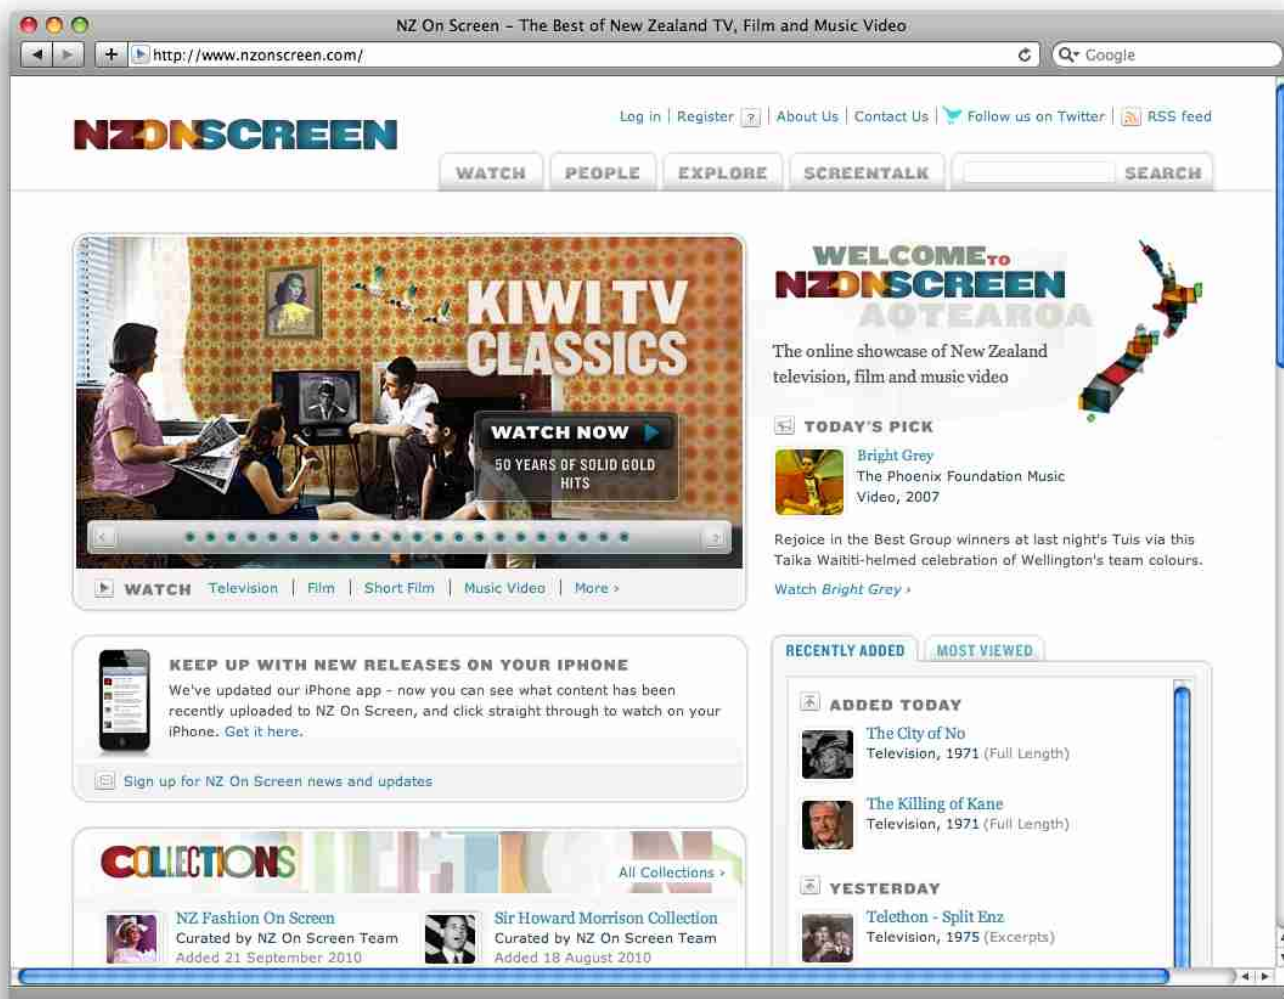 NZ On Screen – The Best of New Zealand TV, Film and Music Video
http://www.nzonscreen.com/
Google
NZONSCREEN
Log in | Register ? | About Us | Contact Us | Follow us on Twitter | RSS feed
WATCH PEOPLE EXPLORE SCREENTALK SEARCH
KIWI TV
CLASSICS
WATCH NOW
50 YEARS OF SOLID GOLD
HITS
WATCH Television | Film | Short Film | Music Video | More ›
WELCOME TO
NZONSCREEN
AOTEAROA
The online showcase of New Zealand
television, film and music video
TODAY'S PICK
Bright Grey
The Phoenix Foundation Music
Video, 2007
Rejoice in the Best Group winners at last night's Tuis via this
Taika Waititi-helmed celebration of Wellington's team colours.
Watch Bright Grey ›
KEEP UP WITH NEW RELEASES ON YOUR IPHONE
We've updated our iPhone app - now you can see what content has been
recently uploaded to NZ On Screen, and click straight through to watch on your
iPhone. Get it here.
Sign up for NZ On Screen news and updates
COLLECTIONS
All Collections ›
NZ Fashion On Screen
Curated by NZ On Screen Team
Added 21 September 2010
Sir Howard Morrison Collection
Curated by NZ On Screen Team
Added 18 August 2010
RECENTLY ADDED MOST VIEWED
ADDED TODAY
The City of No
Television, 1971 (Full Length)
The Killing of Kane
Television, 1971 (Full Length)
YESTERDAY
Telethon - Split Enz
Television, 1975 (Excerpts)